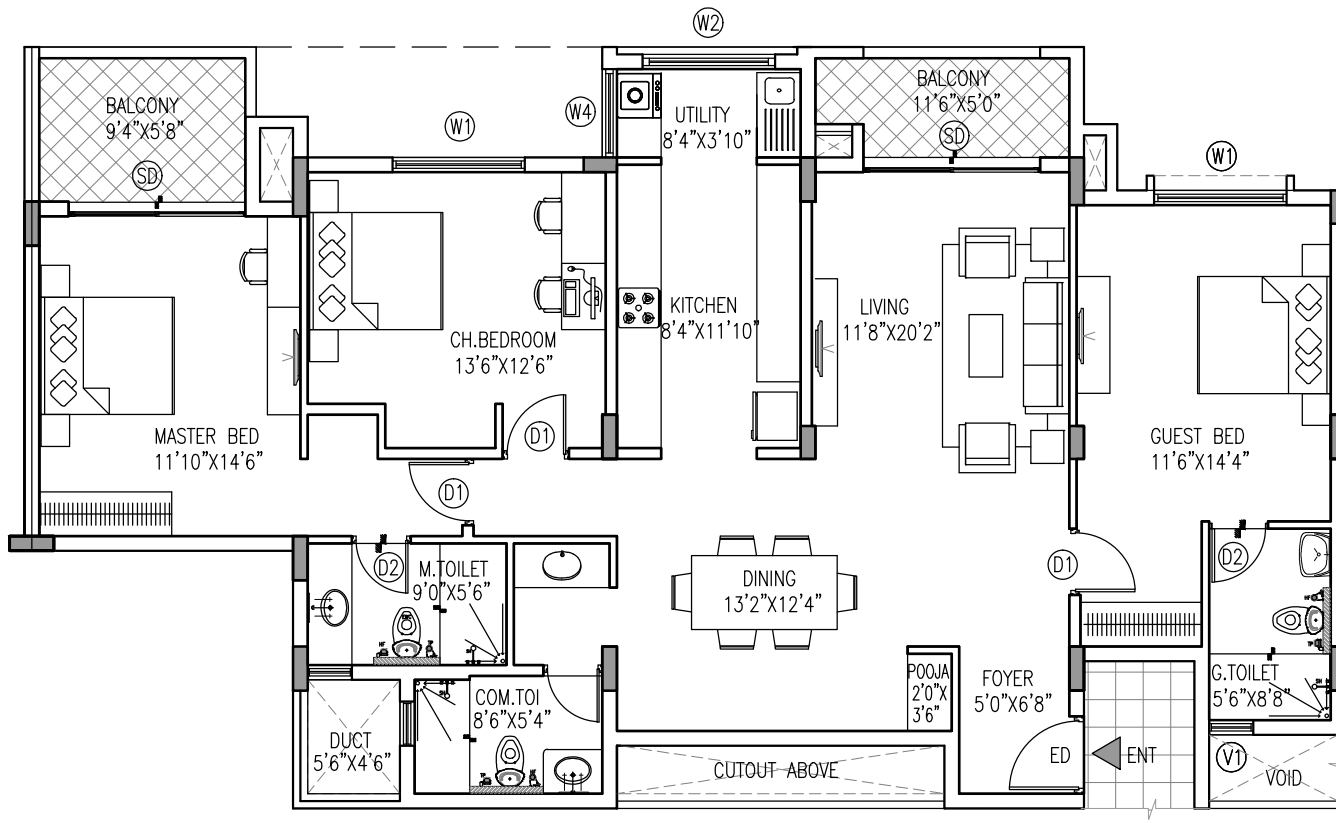 W2
BALCONY
9'4"X5'8"
SD
W1
W4
UTILITY
8'4"X3'10"
BALCONY
11'6"X5'0"
SD
W1
CH.BEDROOM
13'6"X12'6"
KITCHEN
8'4"X11'10"
LIVING
11'8"X20'2"
MASTER BED
11'10"X14'6"
D1
GUEST BED
11'6"X14'4"
D1
D2
M.TOILET
9'0"X5'6"
DINING
13'2"X12'4"
D1
D2
POOJA
2'0"X
3'6"
FOYER
5'0"X6'8"
G.TOILET
5'6"X8'8"
COM.TOI
8'6"X5'4"
DUCT
5'6"X4'6"
CUTOUT ABOVE
ED
ENT
V1
VOID